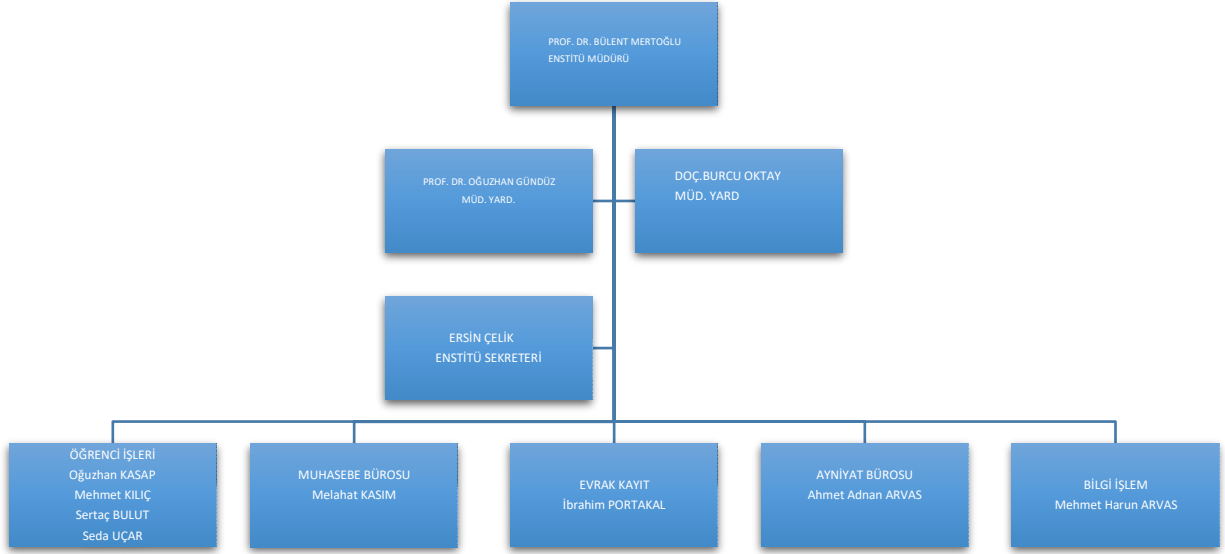 PROF. DR. BÜLENT MERTOĞLU
ENSTİTÜ MÜDÜRÜ
PROF. DR. OĞUZHAN GÜNDÜZ
MÜD. YARD.
DOÇ.BURCU OKTAY
MÜD. YARD
ERSİN ÇELİK
ENSTİTÜ SEKRETERİ
ÖĞRENCİ İŞLERİ
Oğuzhan KASAP
Mehmet KILIÇ
Sertaç BULUT
Seda UÇAR
MUHASEBE BÜROSU
Melahat KASIM
EVRAK KAYIT
İbrahim PORTAKAL
AYNİYAT BÜROSU
Ahmet Adnan ARVAS
BİLGİ İŞLEM
Mehmet Harun ARVAS